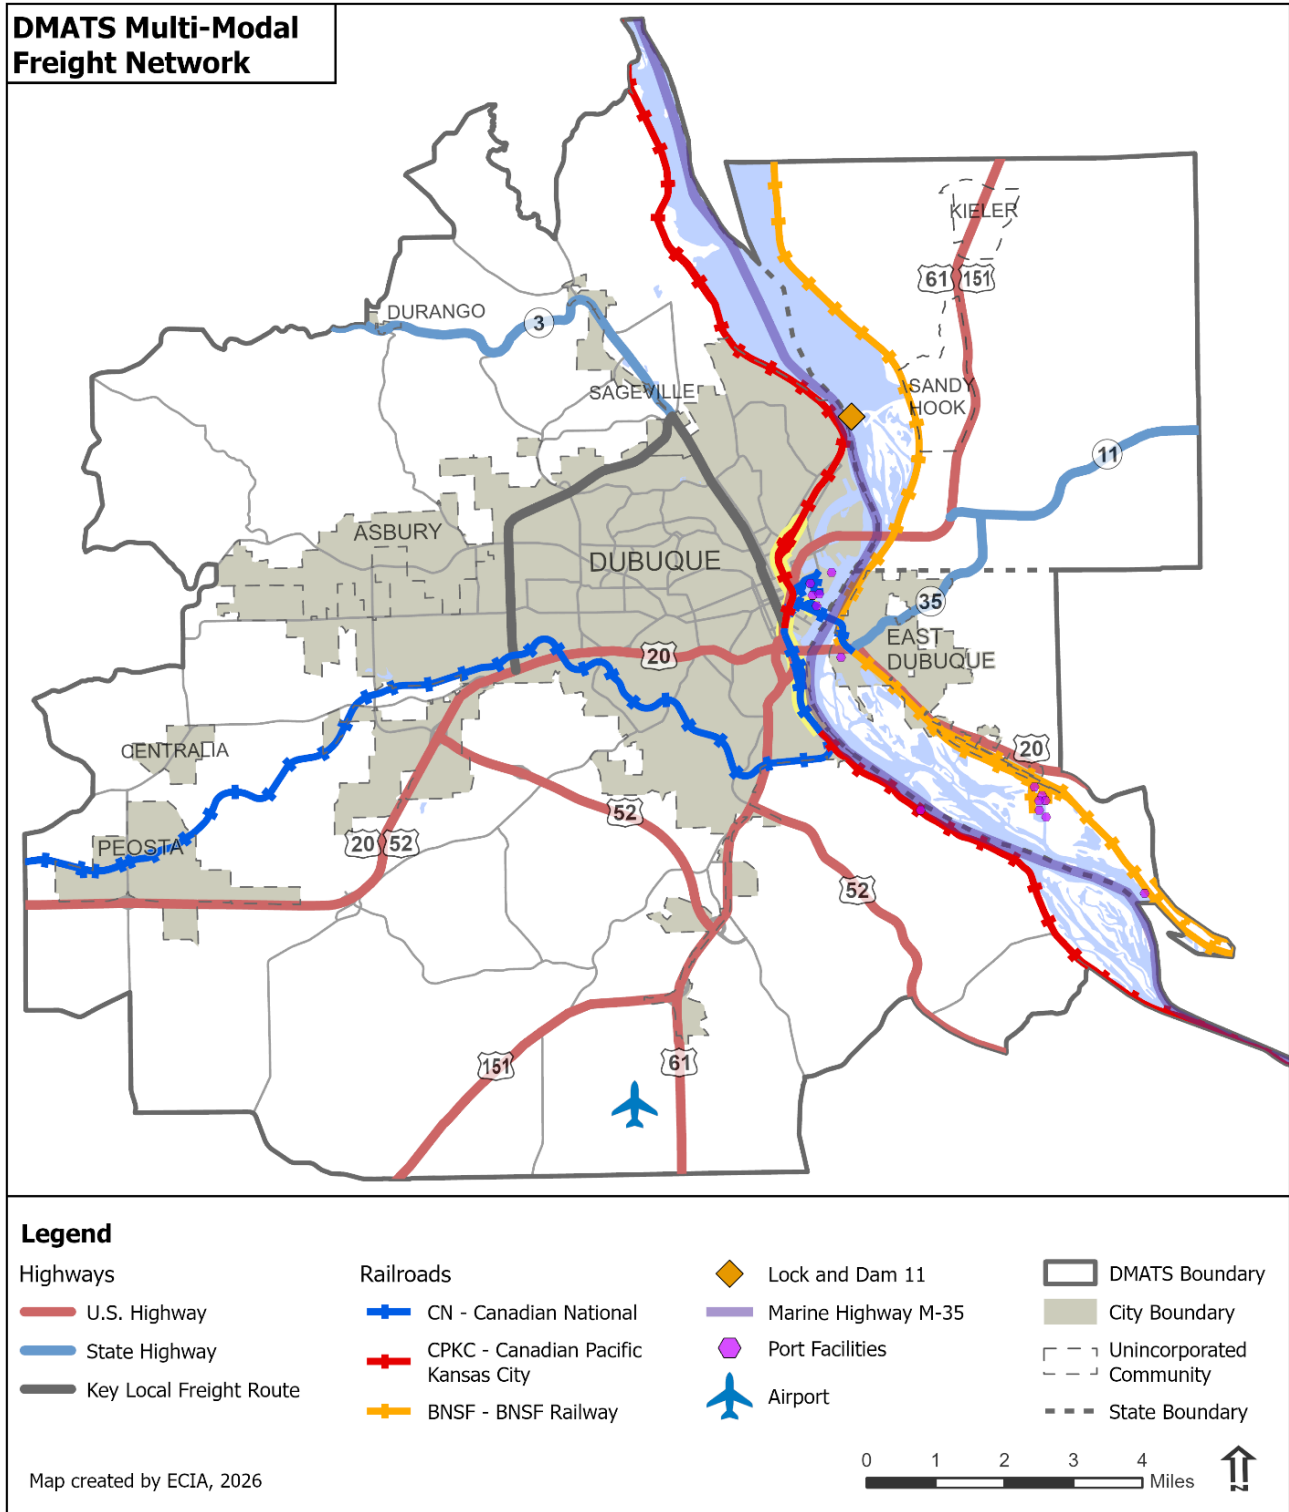 DMATS Multi-Modal
Freight Network
KIELER
61 151
DURANGO
3
SAGEVILLE
SANDY
HOOK
11
ASBURY
DUBUQUE
35
EAST
DUBUQUE
20
CENTRALIA
20
52
PEOSTA
20 52
52
151
61
Legend
Highways
U.S. Highway
State Highway
Key Local Freight Route
Railroads
CN - Canadian National
CPKC - Canadian Pacific
Kansas City
BNSF - BNSF Railway
Lock and Dam 11
Marine Highway M-35
Port Facilities
Airport
DMATS Boundary
City Boundary
Unincorporated
Community
State Boundary
Map created by ECIA, 2026
0 1 2 3 4
Miles
N